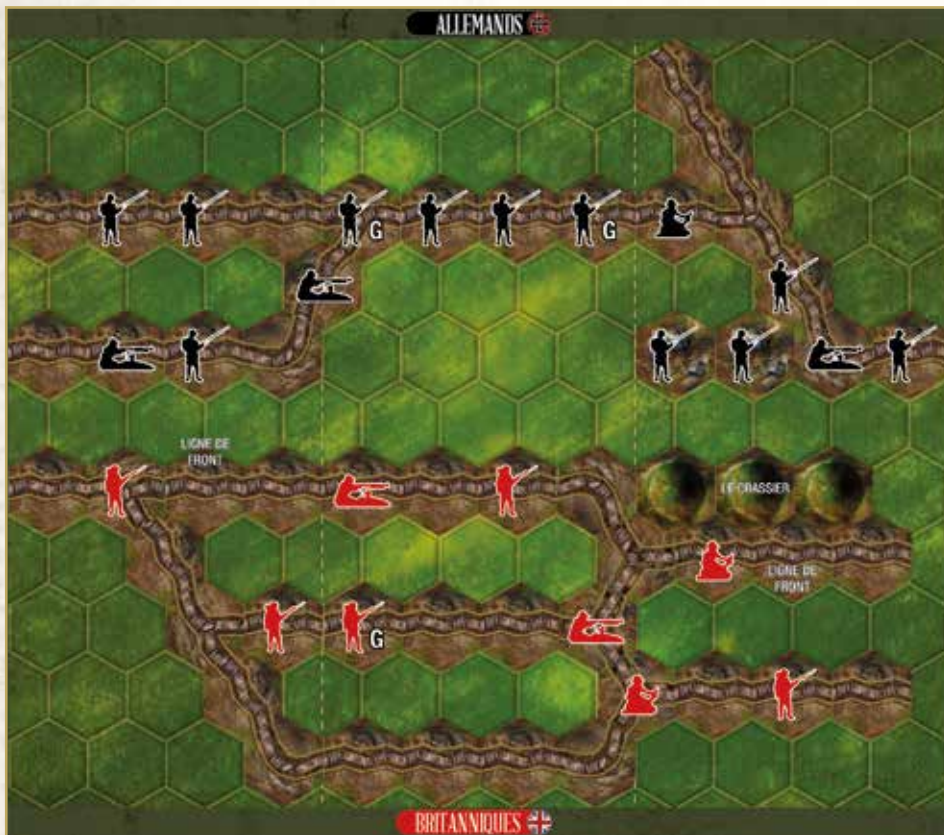 ALLEMANDS
G
G
LIGNE DE
FRONT
LE CRASSIER
LIGNE DE
FRONT
G
BRITANNIQUES